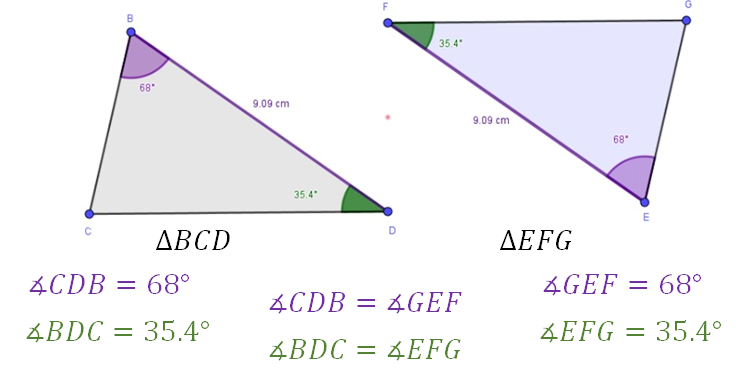 B
F
G
68°
35.4°
9.09 cm
9.09 cm
68°
35.4°
C
D
E
ΔBCD
ΔEFG
∡CDB = 68°
∡BDC = 35.4°
∡CDB = ∡GEF
∡BDC = ∡EFG
∡GEF = 68°
∡EFG = 35.4°